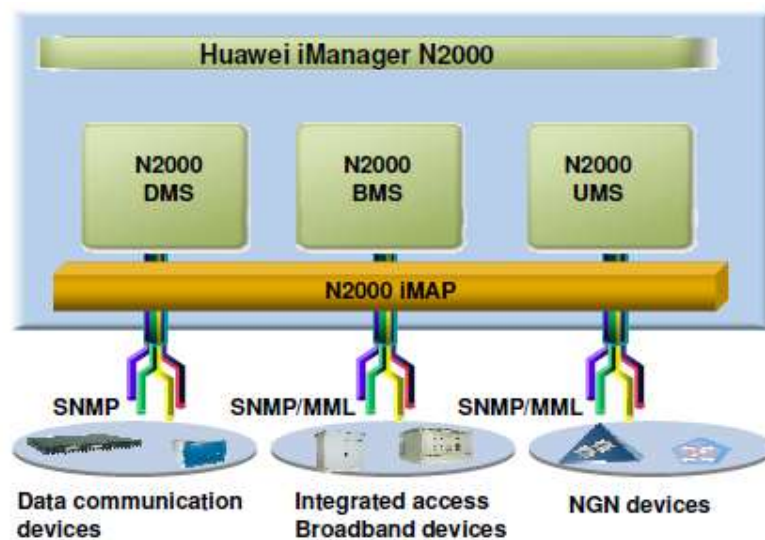 Huawei iManager N2000
N2000
DMS
N2000
BMS
N2000
UMS
N2000 iMAP
SNMP
SNMP/MML
SNMP/MML
Data communication
devices
Integrated access
Broadband devices
NGN devices